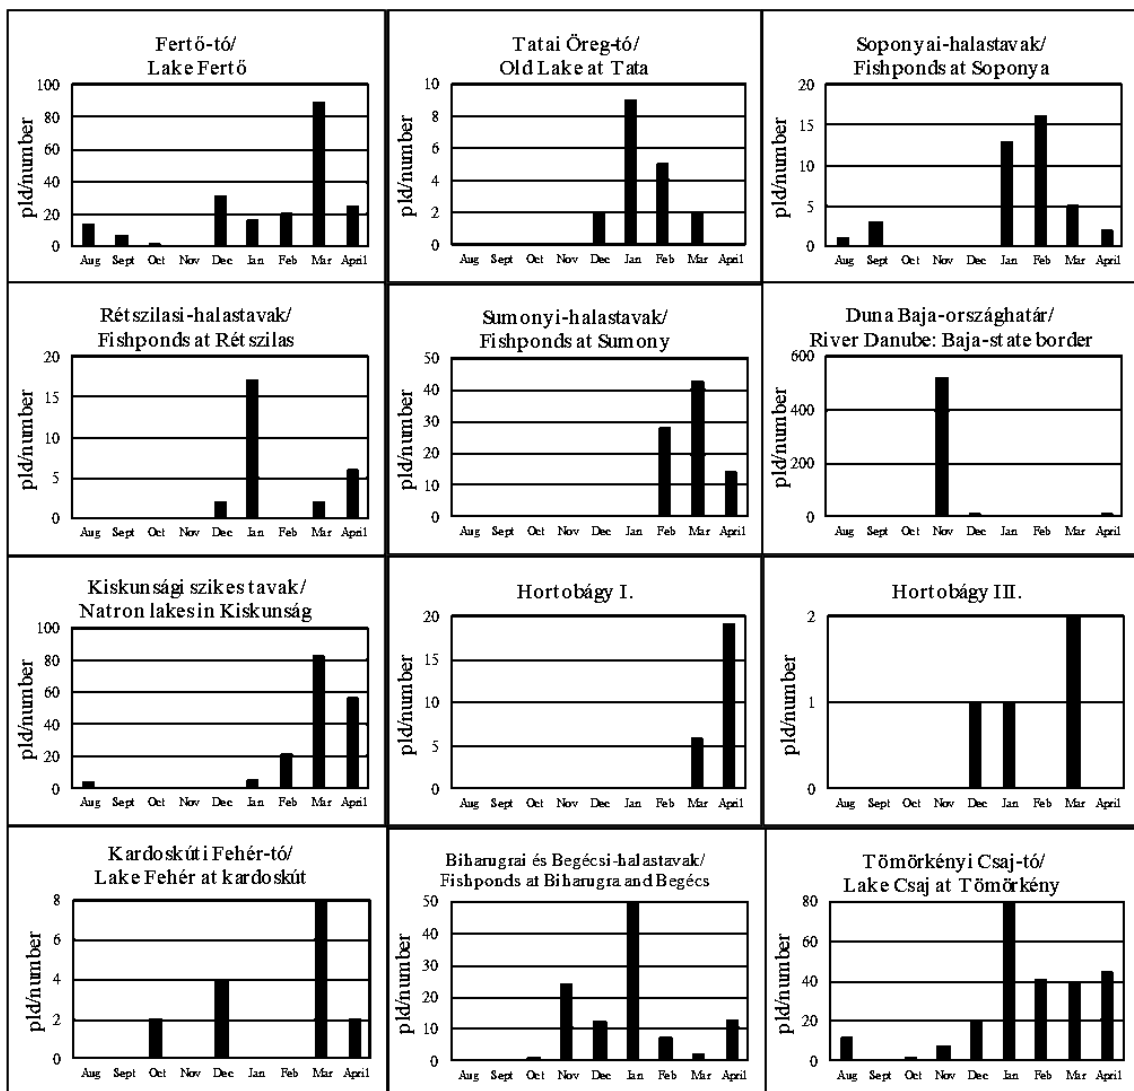 Fertő-tó/
Lake Fertő
pld/number
100
80
60
40
20
0
Aug Sept Oct Nov Dec Jan Feb Mar April
Tatai Öreg-tó/
Old Lake at Tata
pld/number
10
8
6
4
2
0
Aug Sept Oct Nov Dec Jan Feb Mar April
Soponyai-halastavak/
Fishponds at Soponya
pld/number
20
15
10
5
0
Aug Sept Oct Nov Dec Jan Feb Mar April
Rétszilasi-halastavak/
Fishponds at Rétszilas
pld/number
20
15
10
5
0
Aug Sept Oct Nov Dec Jan Feb Mar April
Sumonyi-halastavak/
Fishponds at Sumony
pld/number
50
40
30
20
10
0
Aug Sept Oct Nov Dec Jan Feb Mar April
Duna Baja-országhatár/
River Danube: Baja-state border
pld/number
600
400
200
0
Aug Sept Oct Nov Dec Jan Feb Mar April
Kiskunsági szikes tavak/
Natron lakes in Kiskunság
pld/number
100
80
60
40
20
0
Aug Sept Oct Nov Dec Jan Feb Mar April
Hortobágy I.
pld/number
20
15
10
5
0
Aug Sept Oct Nov Dec Jan Feb Mar April
Hortobágy III.
pld/number
2
1
0
Aug Sept Oct Nov Dec Jan Feb Mar April
Kardoskúti Fehér-tó/
Lake Fehér at kardoskút
pld/number
8
6
4
2
0
Aug Sept Oct Nov Dec Jan Feb Mar April
Biharugrai és Begécsi-halastavak/
Fishponds at Biharugra and Begécs
pld/number
50
40
30
20
10
0
Aug Sept Oct Nov Dec Jan Feb Mar April
Tömörkényi Csaj-tó/
Lake Csaj at Tömörkény
pld/number
80
60
40
20
0
Aug Sept Oct Nov Dec Jan Feb Mar April